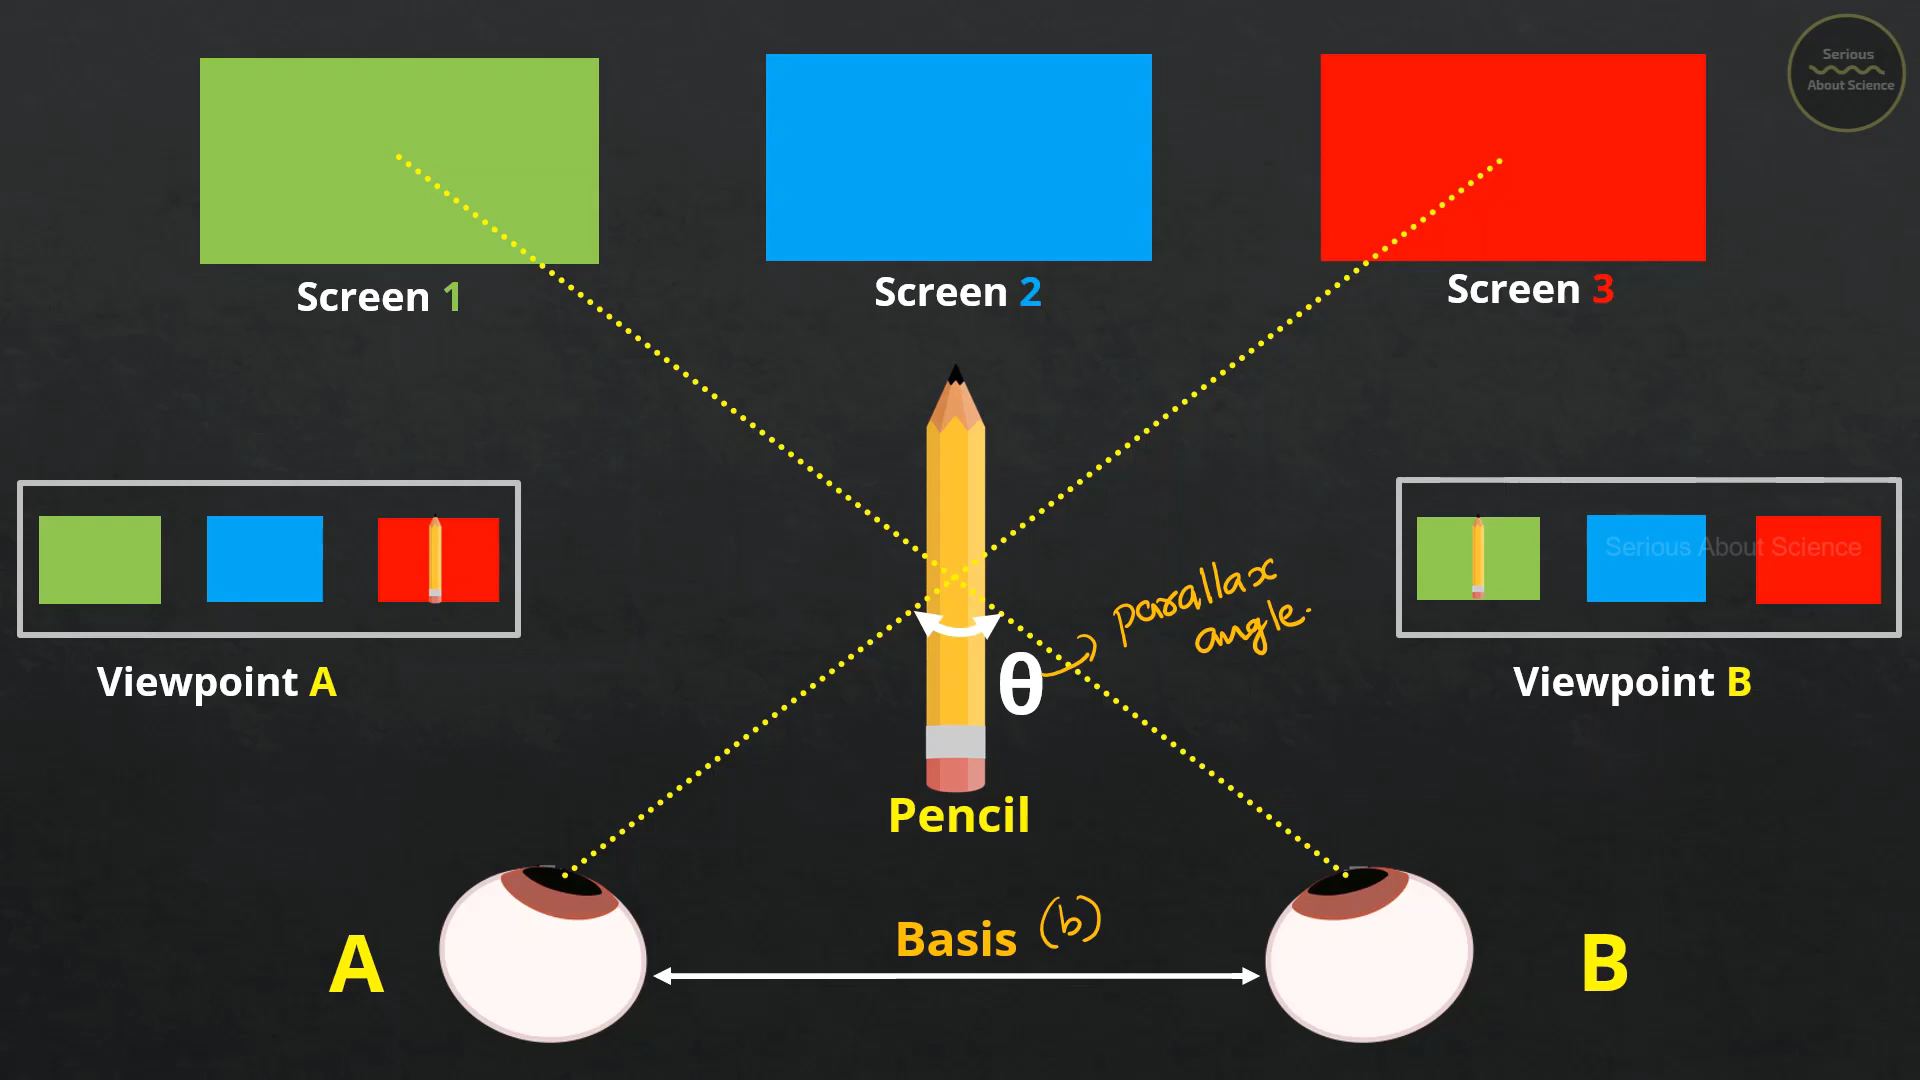 Serious
About Science
Screen 1
Screen 2
Screen 3
parallax
angle.
Serious About Science
θ
Viewpoint A
Viewpoint B
Pencil
Basis (b)
A
B